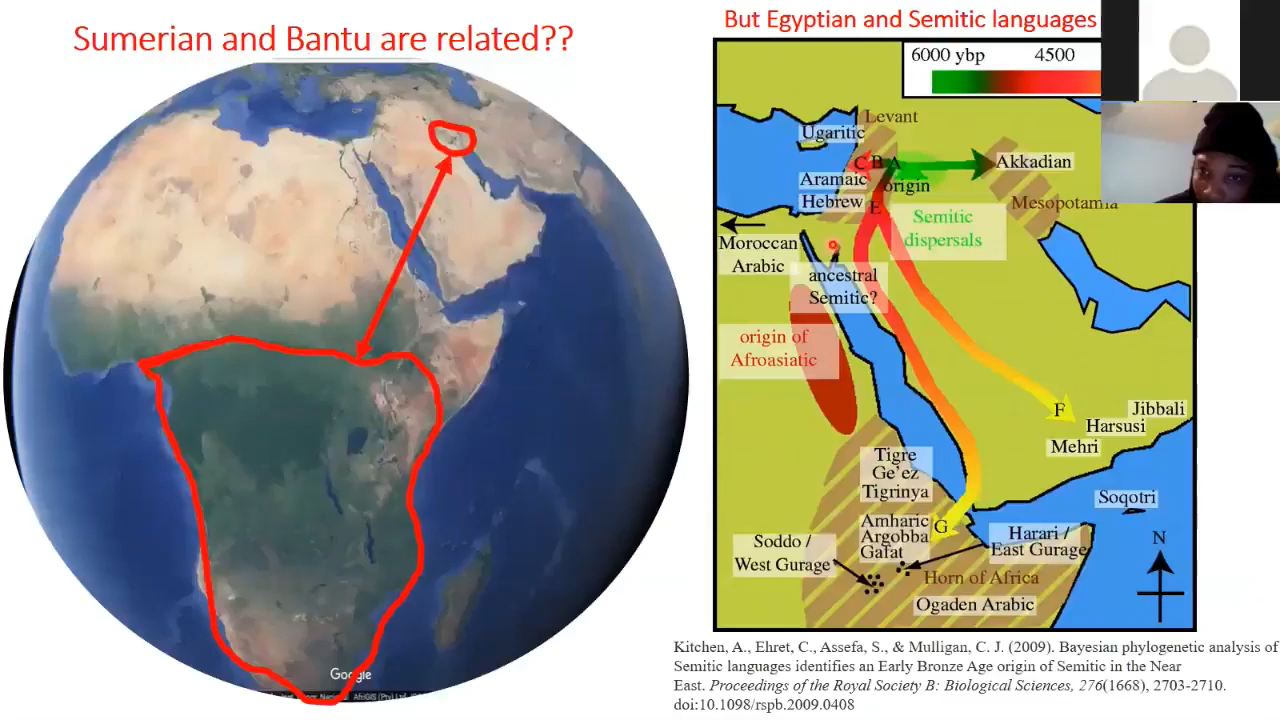 Sumerian and Bantu are related??
Google
But Egyptian and Semitic languages
6000 ybp 4500
Levant
Ugaritic
C B A
Akkadian
Aramaic
origin
Hebrew
E
Mesopotamia
Semitic
dispersals
Moroccan
Arabic
ancestral
Semitic?
origin of
Afroasiatic
F
Jibbali
Harsusi
Mehri
Tigre
Ge'ez
Tigrinya
Soqotri
Amharic
Argobba
Gafat
G
Harari /
East Gurage
N
Soddo /
West Gurage
Horn of Africa
Ogaden Arabic
Kitchen, A., Ehret, C., Assefa, S., & Mulligan, C. J. (2009). Bayesian phylogenetic analysis of
Semitic languages identifies an Early Bronze Age origin of Semitic in the Near
East. Proceedings of the Royal Society B: Biological Sciences, 276(1668), 2703-2710.
doi:10.1098/rspb.2009.0408